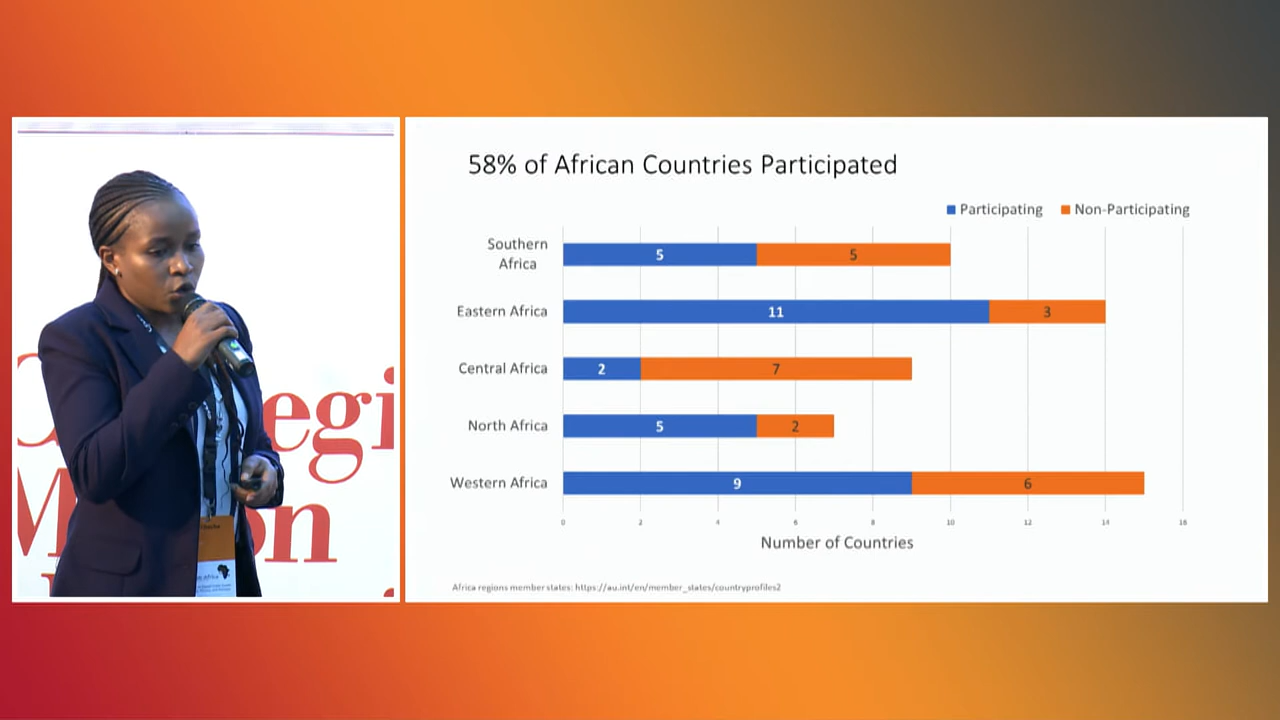 58% of African Countries Participated
Participating
Non-Participating
Southern
Africa
5
5
Eastern Africa
11
3
Central Africa
2
7
North Africa
5
2
Western Africa
9
6
0 2 4 6 8 10 12 14 16
Number of Countries
Africa regions member states: https://au.int/en/member_states/countryprofiles2
egi
M on